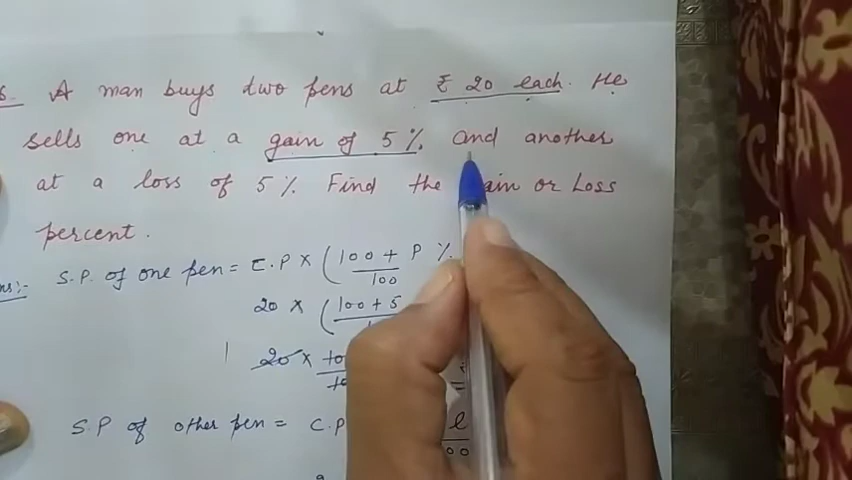 A man buys two pens at ₹ 20 each. He
sells one at a gain of 5 %. and another
at a loss of 5 %. Find the or Loss
percent.
S.P. of one pen = C.P × ( 100 + P %
100
20 × ( 100 + 5
20 ×
S.P of other pen = C.P